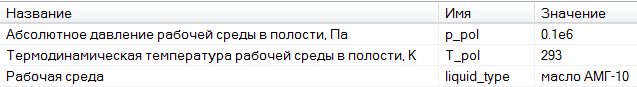 Название Имя Значение
Абсолютное давление рабочей среды в полости, Па p_pol 0.1e6
Термодинамическая температура рабочей среды в полости, К T_pol 293
Рабочая среда liquid_type масло АМГ-10